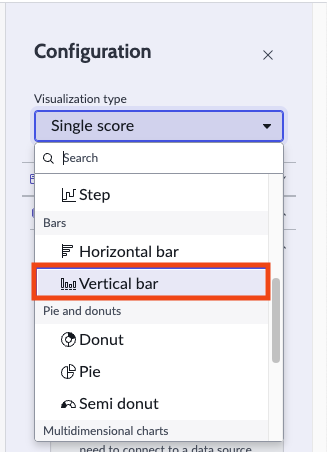 Configuration
Visualization type
Single score
Search
Step
Bars
Horizontal bar
Vertical bar
Pie and donuts
Donut
Pie
Semi donut
Multidimensional charts
need to connect to a data source